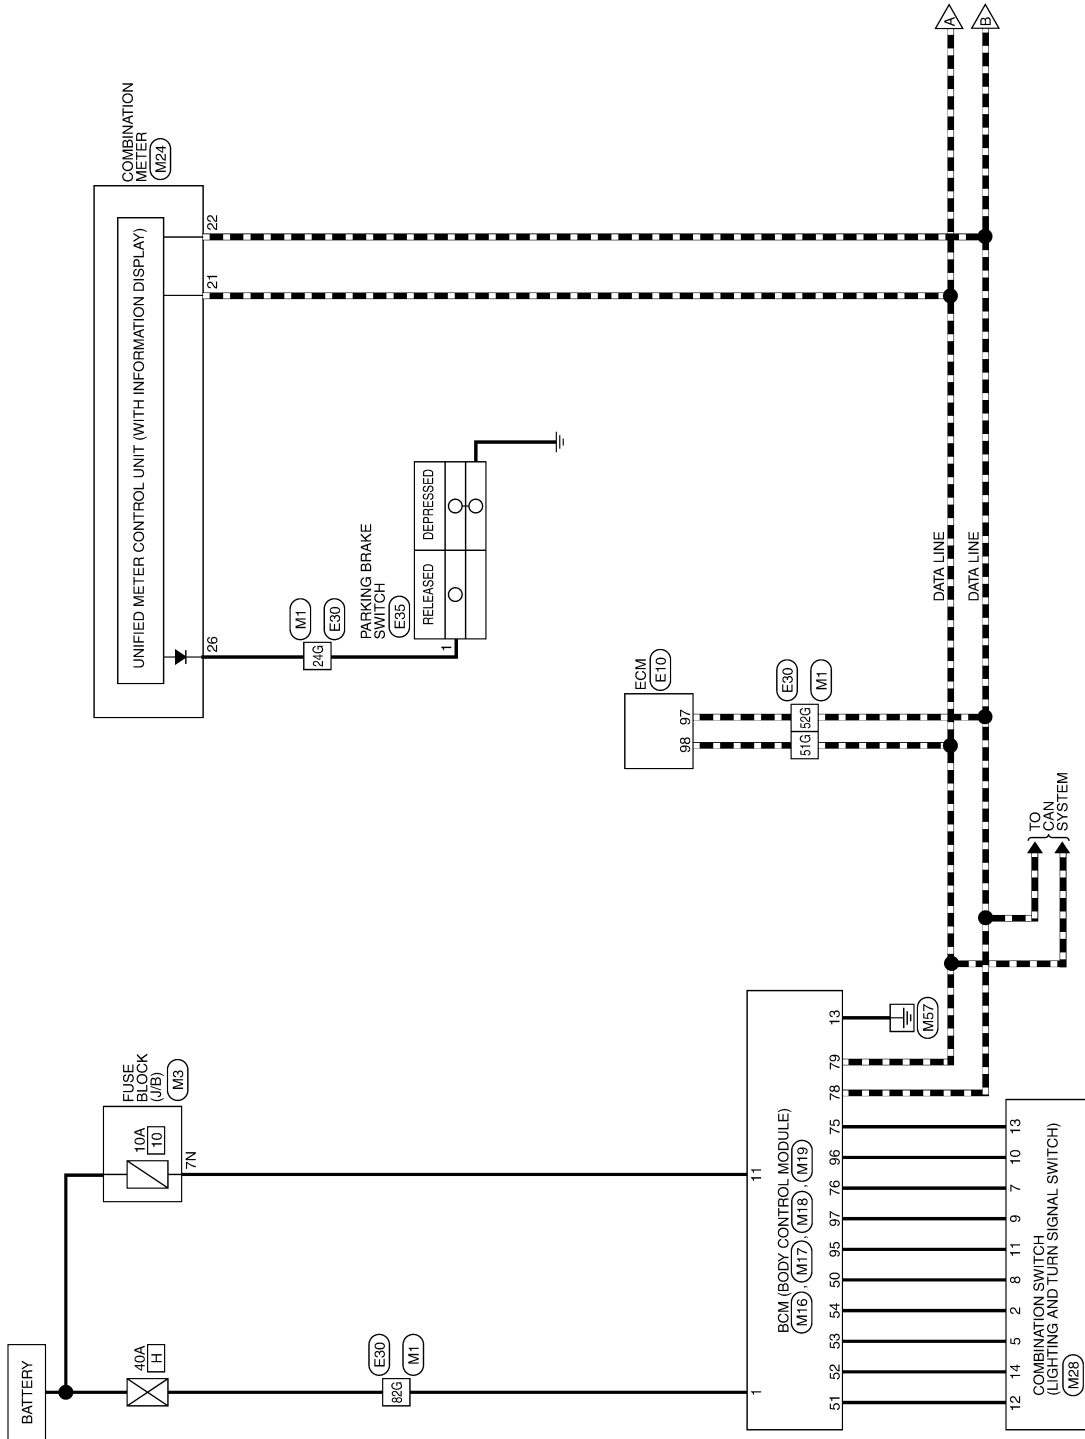 BATTERY
40A
H
E30
M1
82G
1
FUSE
BLOCK
(J/B)
M3
10A
10
7N
11
BCM (BODY CONTROL MODULE)
M16 , M17 , M18 , M19
51 52 53 54 50 95 97 76 96 75 78 79 13
M57
12 14 5 2 8 11 9 7 10 13
COMBINATION SWITCH
(LIGHTING AND TURN SIGNAL SWITCH)
M28
TO
CAN
SYSTEM
COMBINATION
METER
M24
UNIFIED METER CONTROL UNIT (WITH INFORMATION DISPLAY)
26 21 22
M1
E30
24G
PARKING BRAKE
SWITCH
E35
1
RELEASED DEPRESSED
ECM
E10
98 97
E30
M1
51G 52G
DATA LINE
DATA LINE
A
B